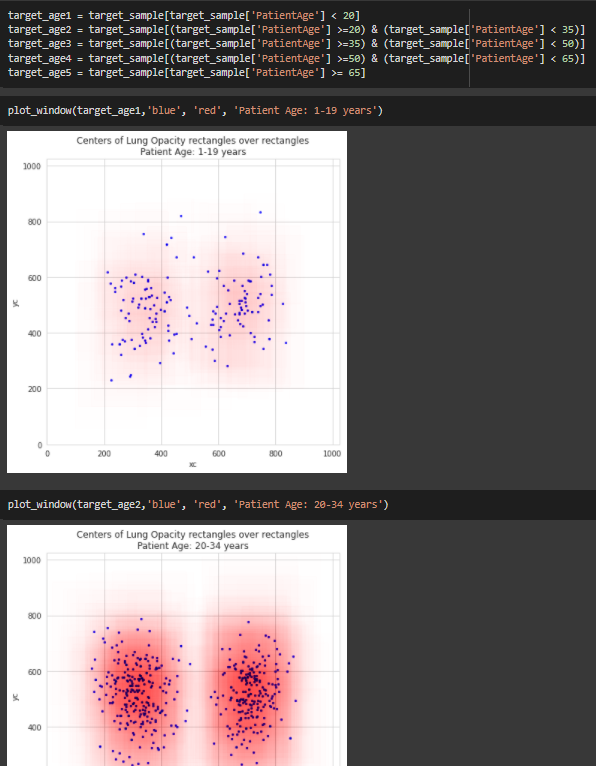 target_age1 = target_sample[target_sample['PatientAge'] < 20]
target_age2 = target_sample[(target_sample['PatientAge'] >=20) & (target_sample['PatientAge'] < 35)]
target_age3 = target_sample[(target_sample['PatientAge'] >=35) & (target_sample['PatientAge'] < 50)]
target_age4 = target_sample[(target_sample['PatientAge'] >=50) & (target_sample['PatientAge'] < 65)]
target_age5 = target_sample[target_sample['PatientAge'] >= 65]
plot_window(target_age1,'blue', 'red', 'Patient Age: 1-19 years')
Centers of Lung Opacity rectangles over rectangles
Patient Age: 1-19 years
1000
800
600
yc
400
200
0
0 200 400 600 800 1000
xc
plot_window(target_age2,'blue', 'red', 'Patient Age: 20-34 years')
Centers of Lung Opacity rectangles over rectangles
Patient Age: 20-34 years
1000
800
600
yc
400